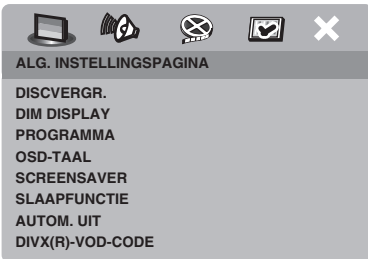 ALG. INSTELLINGSPAGINA
DISCVERGR.
DIM DISPLAY
PROGRAMMA
OSD-TAAL
SCREENSAVER
SLAAPFUNCTIE
AUTOM. UIT
DIVX(R)-VOD-CODE